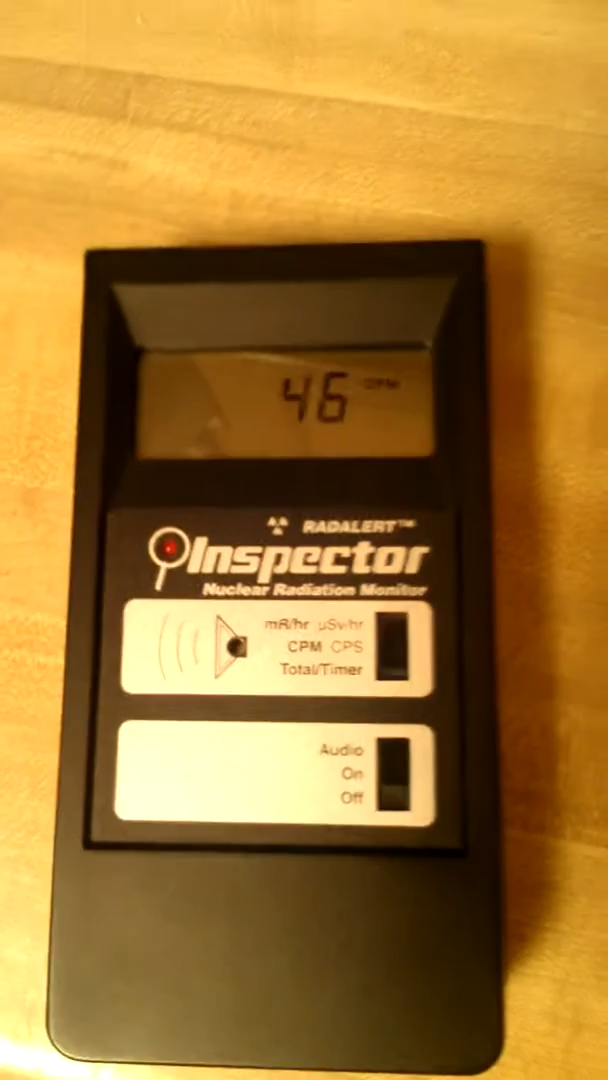 46 CPM
RADALERT™
Inspector
Nuclear Radiation Monitor
mR/hr µSv/hr
CPM CPS
Total/Timer
Audio
On
Off